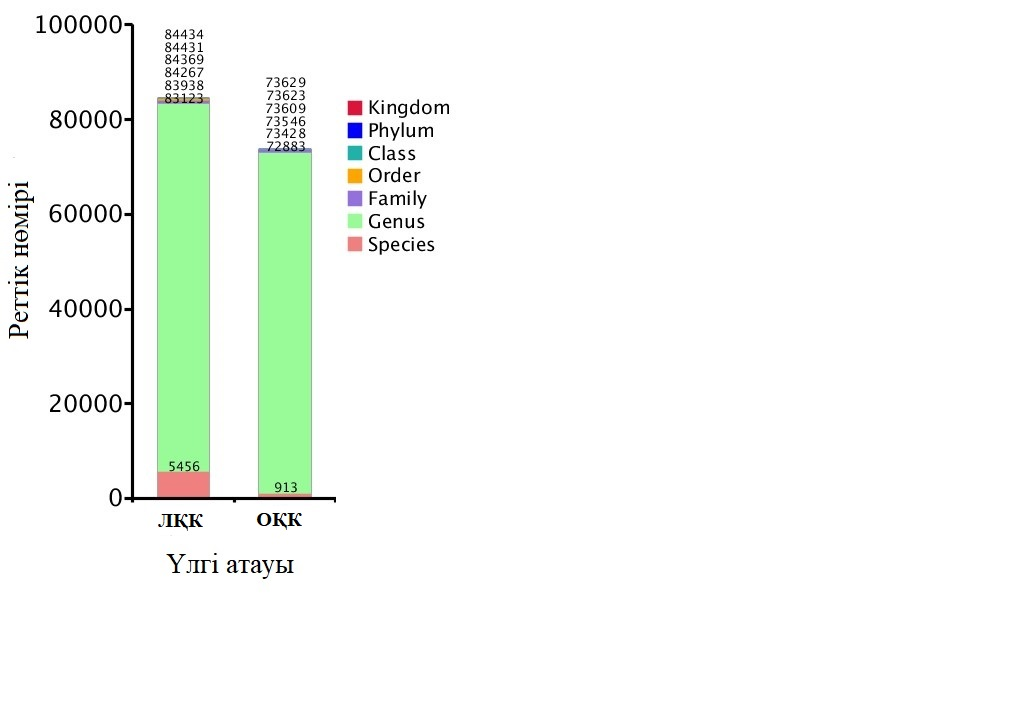 100000
80000
60000
40000
20000
0
Реттік нөмірі
84434
84431
84369
84267
83938
83123
5456
73629
73623
73609
73546
73428
72883
913
Kingdom
Phylum
Class
Order
Family
Genus
Species
ЛҚК
ОҚК
Үлгі атауы